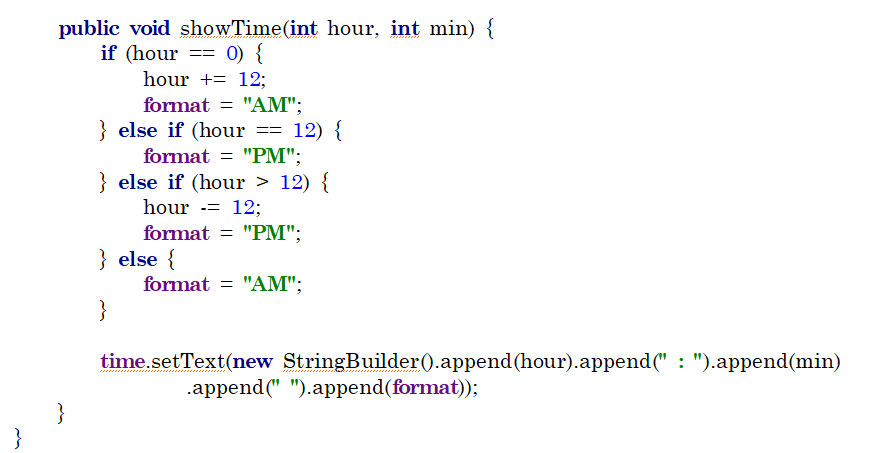 public void showTime(int hour, int min) {
if (hour == 0) {
hour += 12;
format = "AM";
} else if (hour == 12) {
format = "PM";
} else if (hour > 12) {
hour -= 12;
format = "PM";
} else {
format = "AM";
}
time.setText(new StringBuilder().append(hour).append(" : ").append(min)
.append(" ").append(format));
}
}